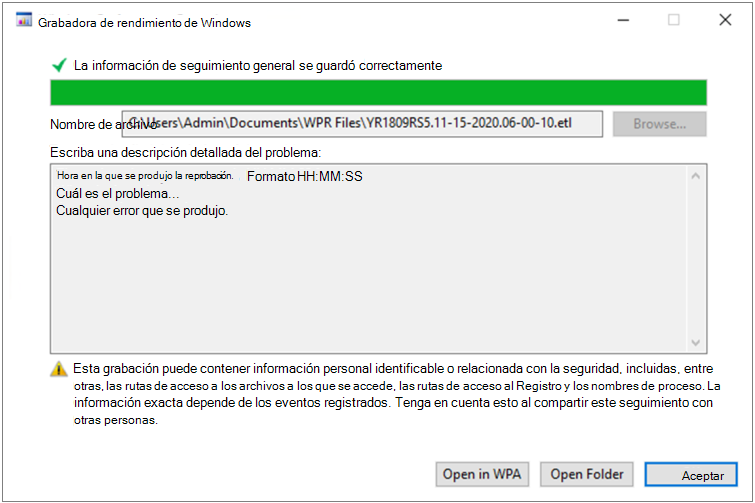 Grabadora de rendimiento de Windows
La información de seguimiento general se guardó correctamente
Nombre de archivo C:\Users\Admin\Documents\WPR Files\YR1809RS5.11-15-2020.06-00-10.etl Browse...
Escriba una descripción detallada del problema:
Hora en la que se produjo la reprobación. Formato HH:MM:SS
Cuál es el problema...
Cualquier error que se produjo.
Esta grabación puede contener información personal identificable o relacionada con la seguridad, incluidas, entre
otras, las rutas de acceso a los archivos a los que se accede, las rutas de acceso al Registro y los nombres de proceso. La
información exacta depende de los eventos registrados. Tenga en cuenta esto al compartir este seguimiento con
otras personas.
Open in WPA Open Folder Aceptar